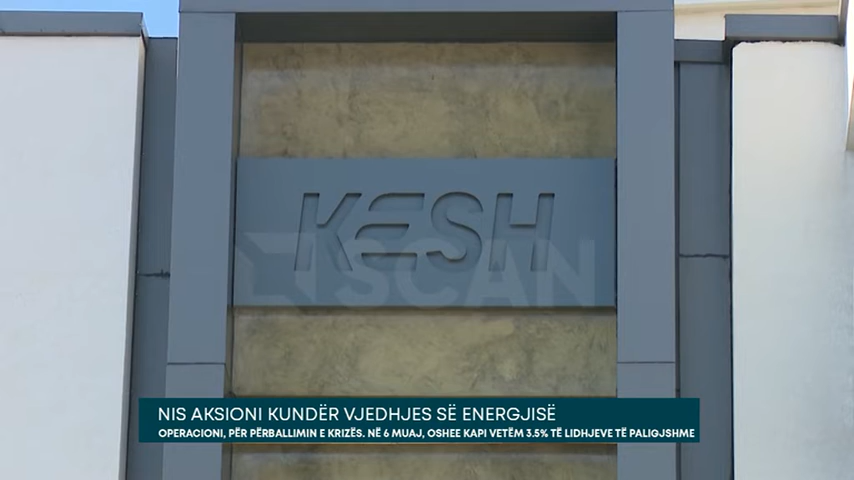 KESH
SCAN
NIS AKSIONI KUNDËR VJEDHJES SË ENERGJISË
OPERACIONI, PËR PËRBALLIMIN E KRIZËS. NË 6 MUAJ, OSHEE KAPI VETËM 3.5% TË LIDHJEVE TË PALIGJSHME